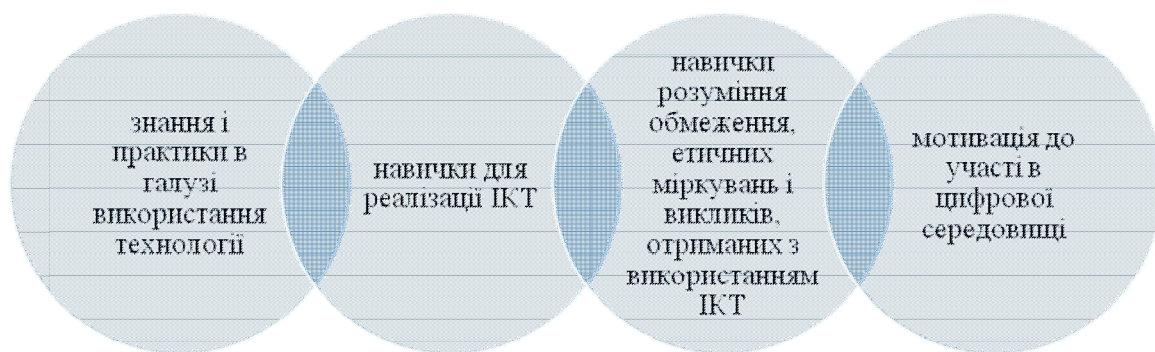 знання і
практики в
галузі
використання
технології
навички для
реалізації ІКТ
навички
розуміння
обмеження,
етичних
міркувань і
викликів,
отриманих з
використанням
ІКТ
мотивація до
участі в
цифрової
середовищі